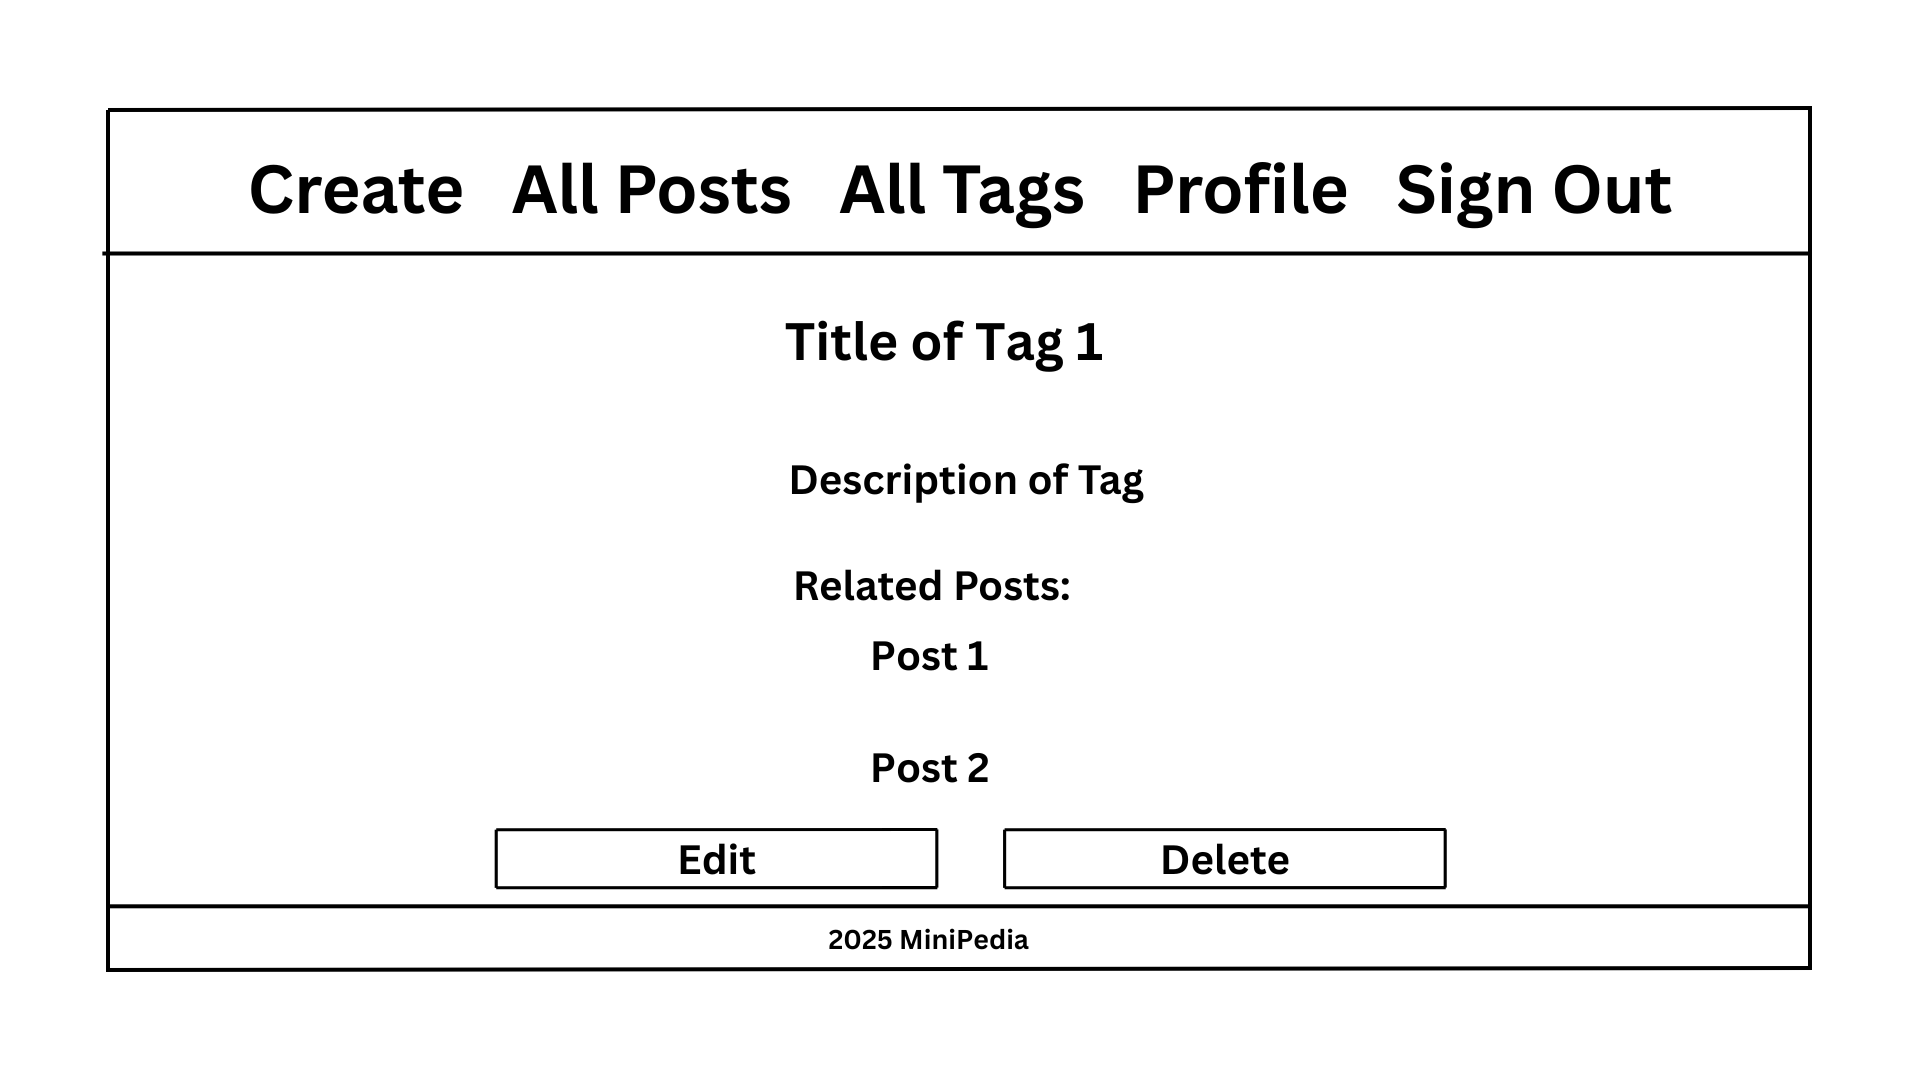 Create All Posts All Tags Profile Sign Out
Title of Tag 1
Description of Tag
Related Posts:
Post 1
Post 2
Edit Delete
2025 MiniPedia